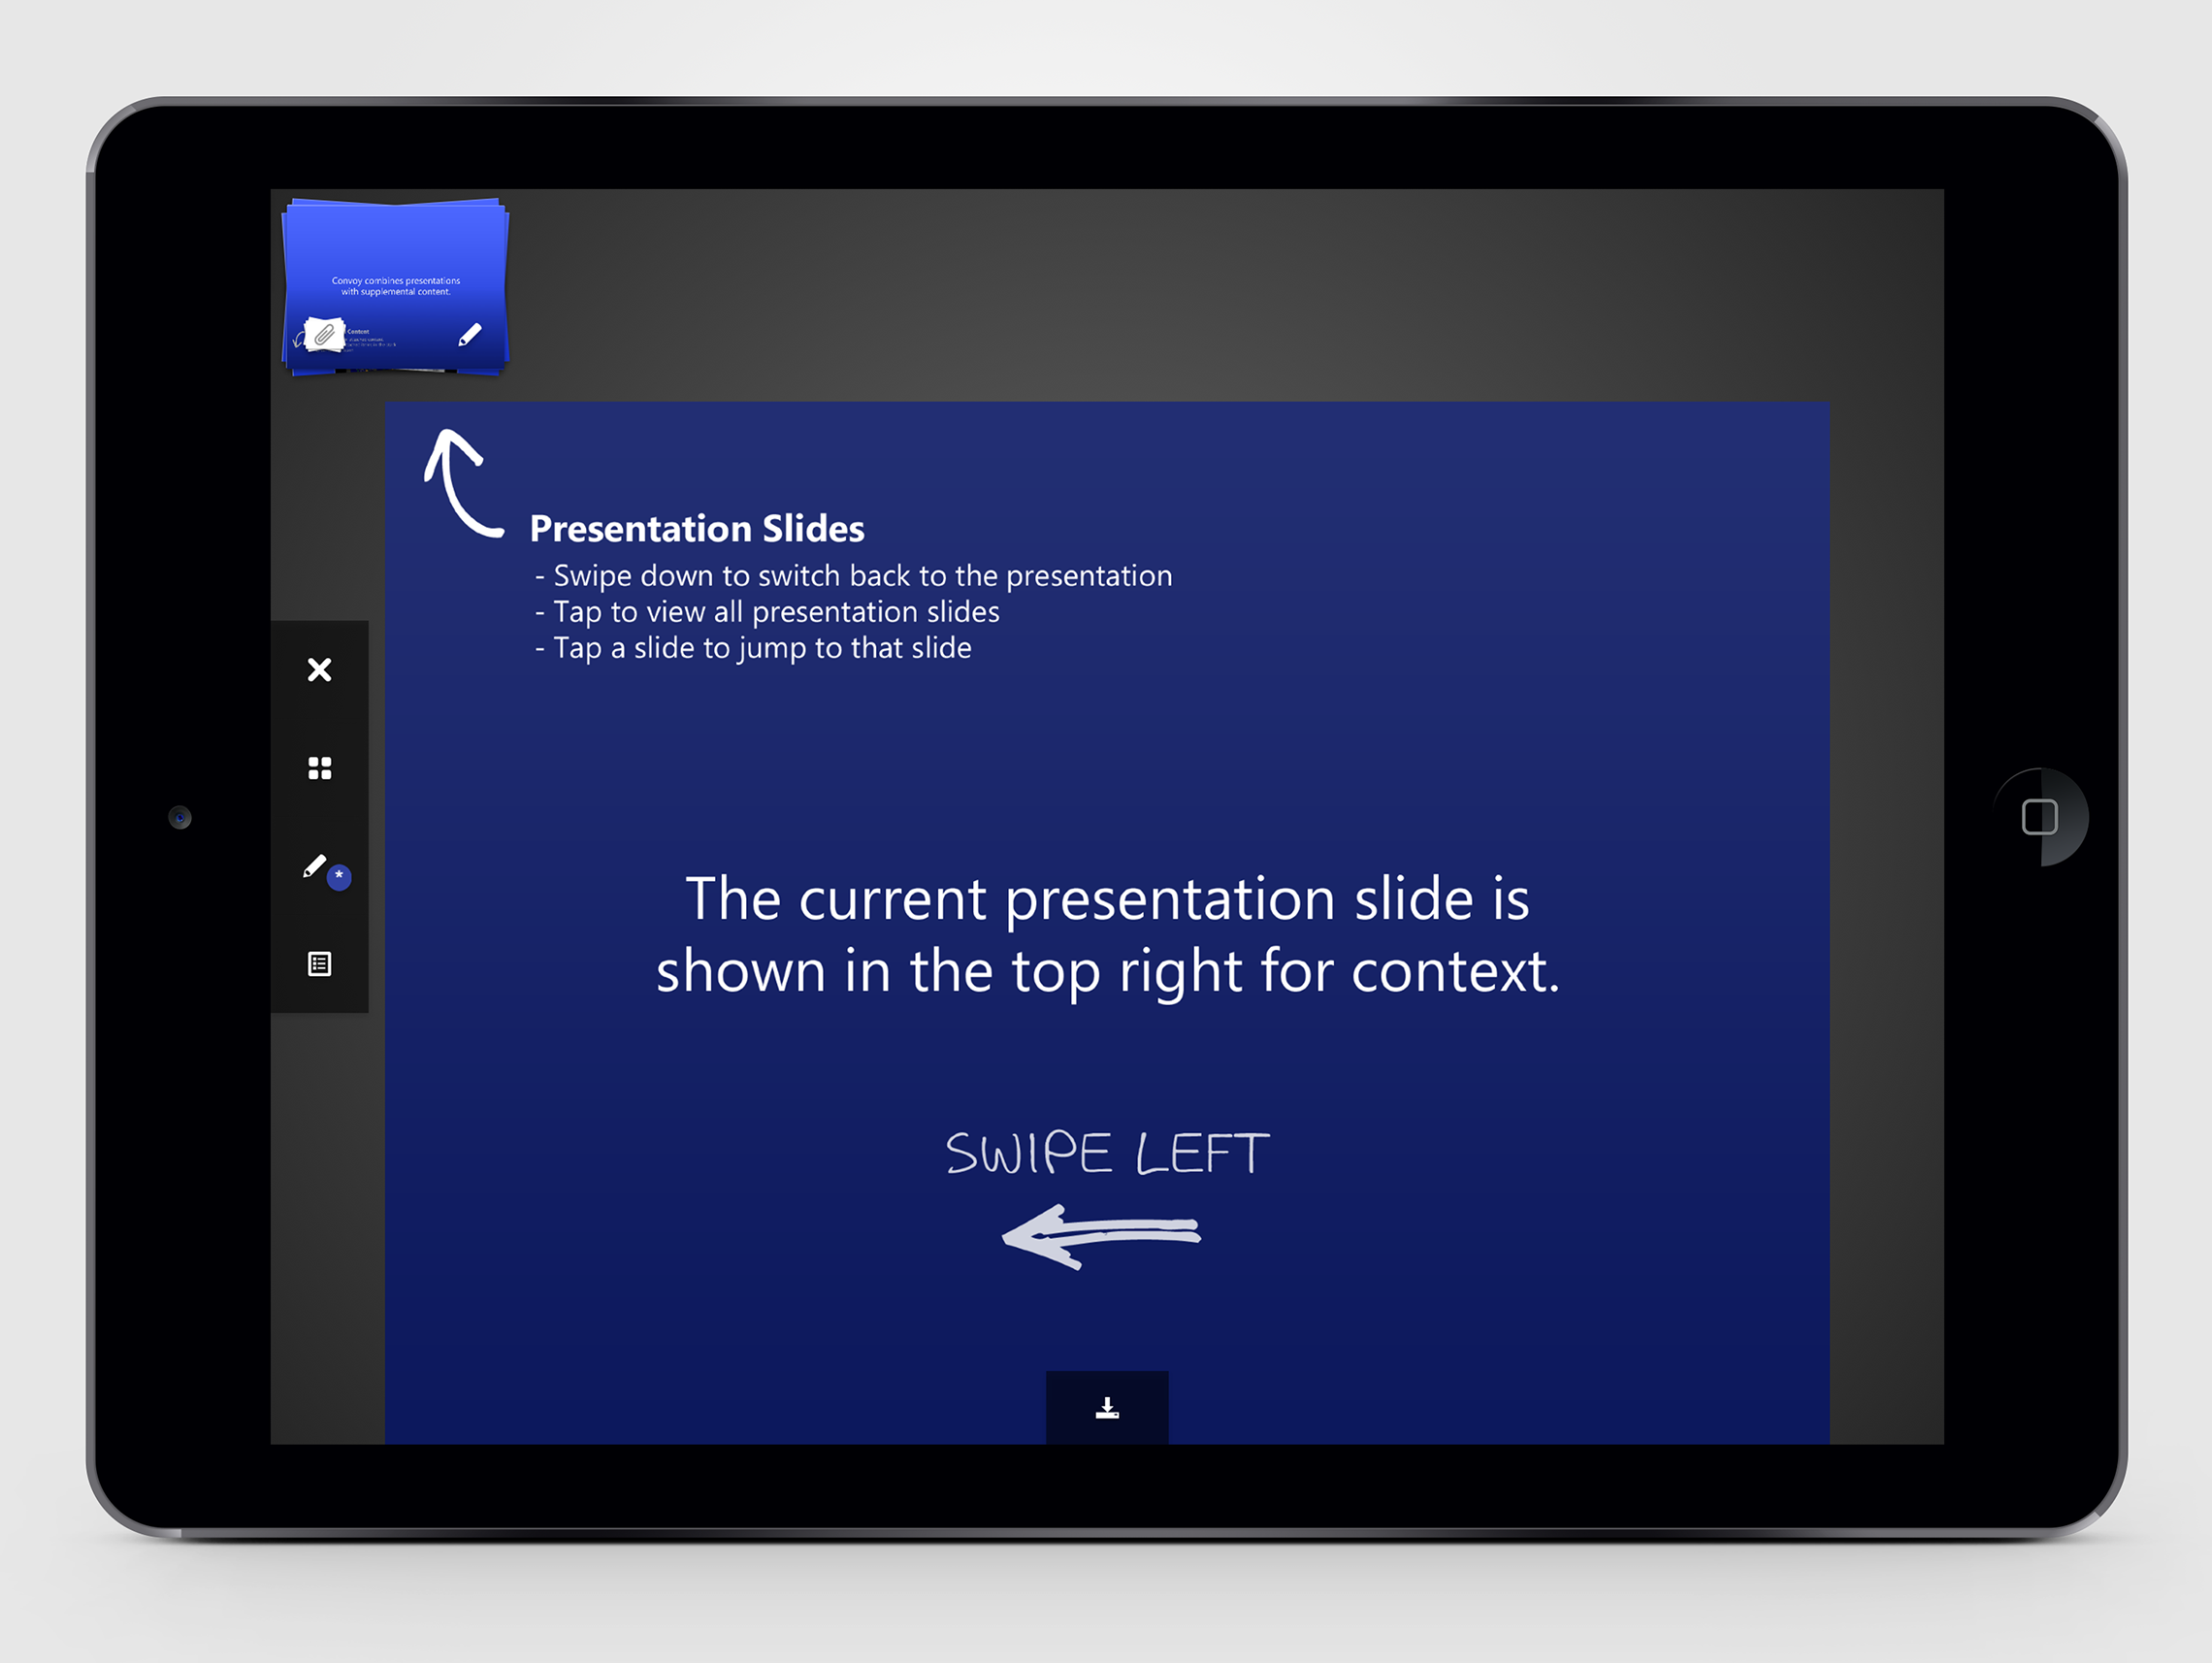 Convoy combines presentations
with supplemental content.
Content
Presentation Slides
- Swipe down to switch back to the presentation
- Tap to view all presentation slides
- Tap a slide to jump to that slide
*
The current presentation slide is
shown in the top right for context.
SWIPE LEFT